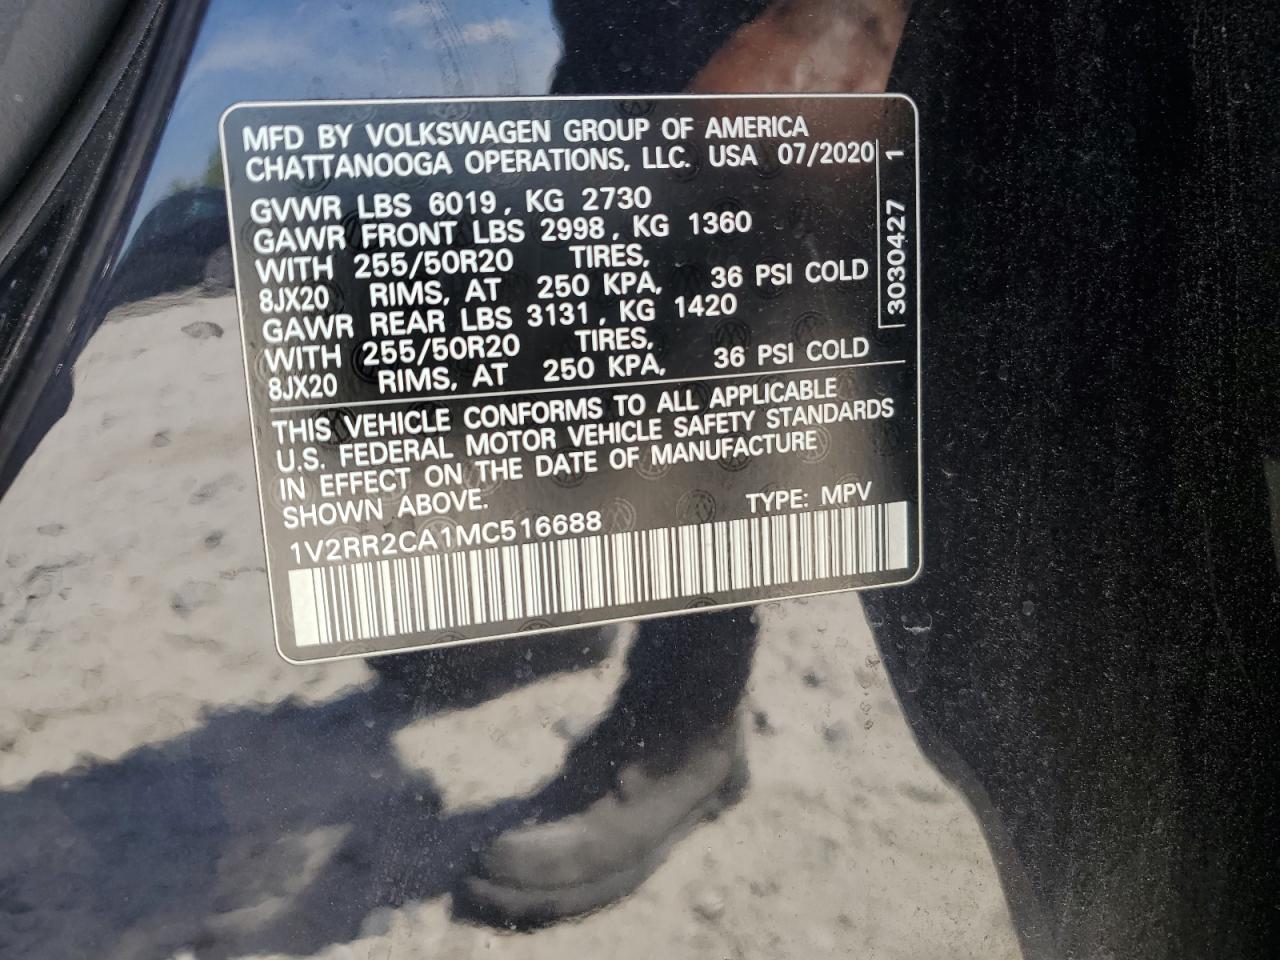 MFD BY VOLKSWAGEN GROUP OF AMERICA
CHATTANOOGA OPERATIONS, LLC. USA 07/2020
GVWR LBS 6019, KG 2730
GAWR FRONT LBS 2998, KG 1360
WITH 255/50R20 TIRES,
8JX20 RIMS, AT 250 KPA, 36 PSI COLD
GAWR REAR LBS 3131, KG 1420
WITH 255/50R20 TIRES,
8JX20 RIMS, AT 250 KPA, 36 PSI COLD
3030427 1
THIS VEHICLE CONFORMS TO ALL APPLICABLE
U.S. FEDERAL MOTOR VEHICLE SAFETY STANDARDS
IN EFFECT ON THE DATE OF MANUFACTURE
SHOWN ABOVE. TYPE: MPV
1V2RR2CA1MC516688